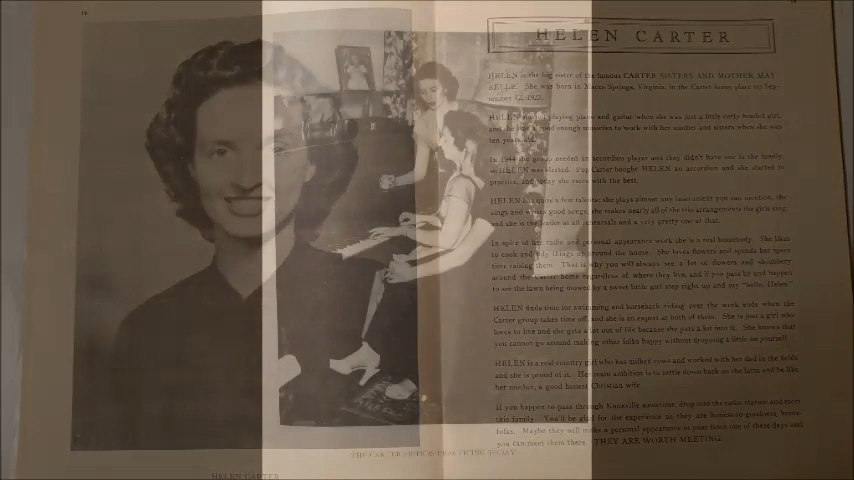 HELEN CARTER
HELEN is the big sister of the famous CARTER SISTERS AND MOTHER MAY-
BELLE. She was born in Maces Springs, Virginia, in the Carter home place on Sep-
tember 12, 1927.
HELEN started playing piano and guitar when she was just a little curly headed girl,
and became a good enough musician to work with her mother and sisters when she was
ten years old.
In 1944 the group needed an accordion player and they didn't have one in the family,
so HELEN was elected. Pop Carter bought HELEN an accordion and she started to
practice, and today she rates with the best.
HELEN has quite a few talents; she plays almost any instrument you can mention, she
sings and writes good songs, she makes nearly all of the trio arrangements the girls sing,
and she is the leader at all rehearsals and a very pretty one at that.
In spite of her radio and personal appearance work she is a real homebody. She likes
to cook and tidy things up around the house. She loves flowers and spends her spare
time raising them. That is why you will always see a lot of flowers and shrubbery
around the Carter home regardless of where they live, and if you pass by and happen
to see the lawn being mowed by a sweet little girl step right up and say "hello, Helen."
HELEN finds time for swimming and horseback riding over the work ends when the
Carter group takes time off, and she is an expert at both of them. She is just a girl who
loves to live and she gets a lot out of life because she puts a lot into it. She knows that
you cannot go around making other folks happy without dropping a little on yourself.
HELEN is a real country girl who has milked cows and worked with her dad in the fields
and she is proud of it. Her main ambition is to settle down back on the farm and be like
her mother, a good honest Christian wife.
If you happen to pass through Knoxville sometime, drop into the radio station and meet
this family. You'll be glad for the experience as they are honest-to-goodness, home-
folks. Maybe they will make a personal appearance in your town one of these days and
you can meet them there. THEY ARE WORTH MEETING.
THE CARTER SISTERS PRACTICING TODAY
HELEN CARTER